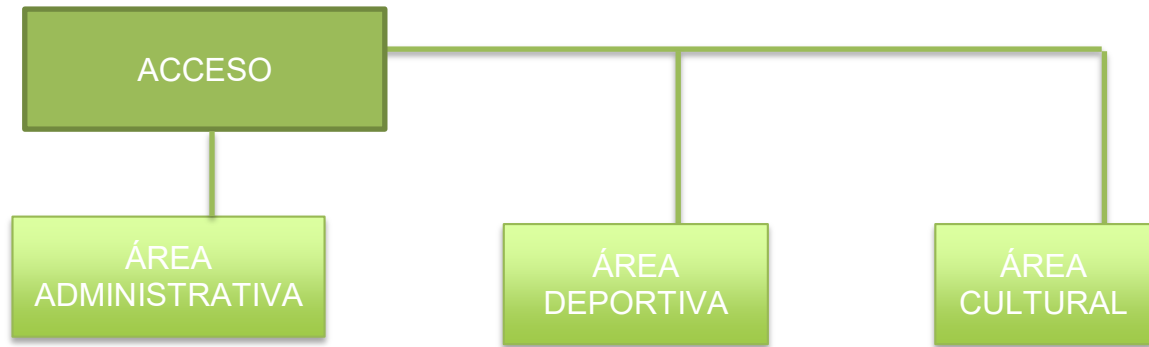 ACCESO
ÁREA
ADMINISTRATIVA
ÁREA
DEPORTIVA
ÁREA
CULTURAL